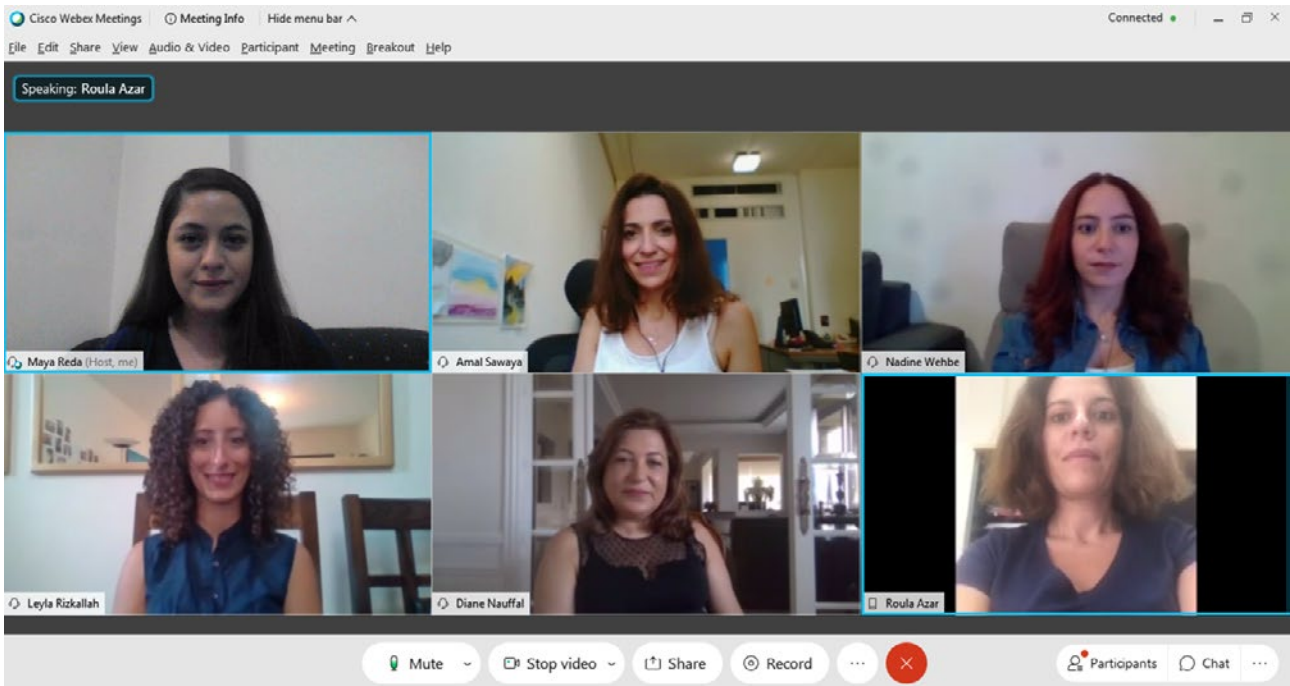 Cisco Webex Meetings Meeting Info Hide menu bar Connected
File Edit Share View Audio & Video Participant Meeting Breakout Help
Speaking: Roula Azar
Maya Reda (Host, me)
Amal Sawaya
Nadine Wehbe
Leyla Rizkallah
Diane Nauffal
Roula Azar
Mute Stop video Share Record Participants Chat